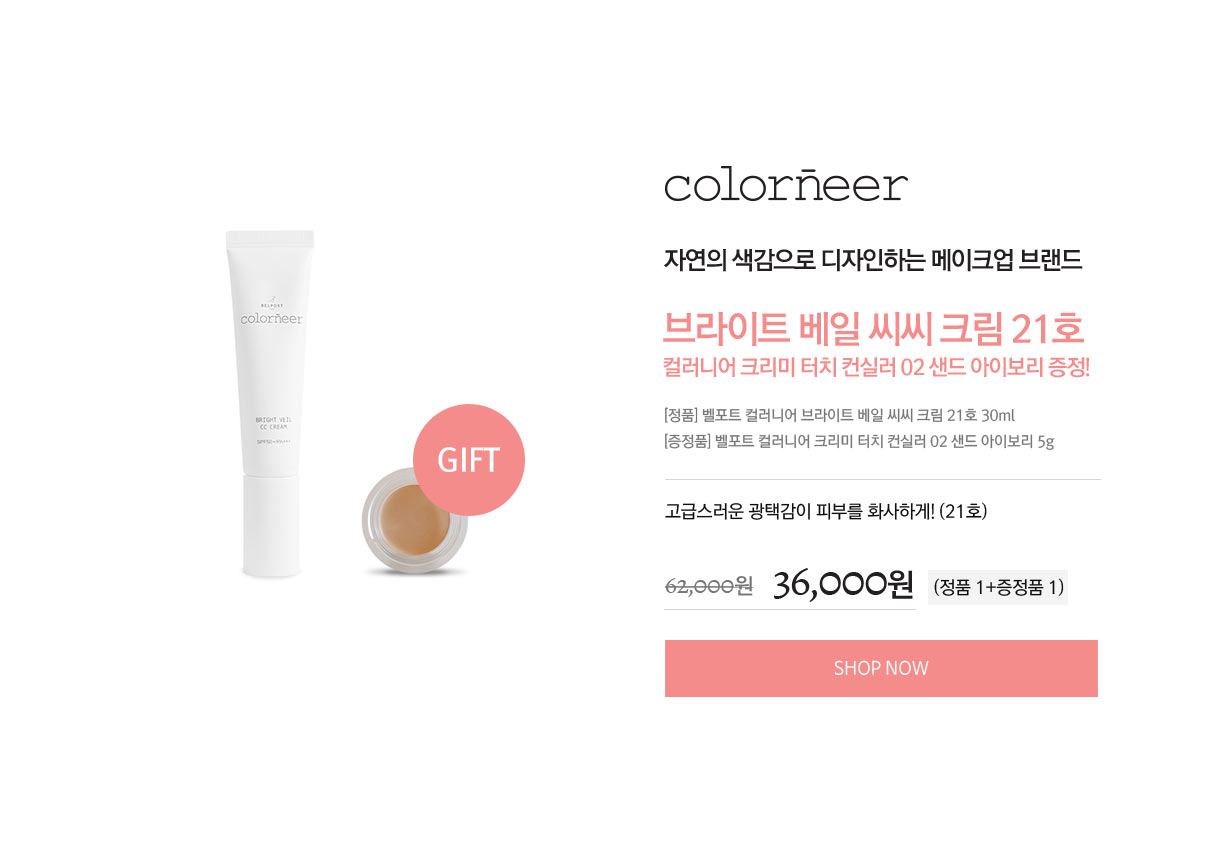 colorñeer
자연의 색감으로 디자인하는 메이크업 브랜드
브라이트 베일 씨씨 크림 21호
컬러니어 크리미 터치 컨실러 02 샌드 아이보리 증정!
[정품] 벨포트 컬러니어 브라이트 베일 씨씨 크림 21호 30ml
[증정품] 벨포트 컬러니어 크리미 터치 컨실러 02 샌드 아이보리 5g
고급스러운 광택감이 피부를 화사하게! (21호)
62,000원 36,000원 (정품 1+증정품 1)
SHOP NOW
BELPORT
colorñeer
BRIGHT VEIL
CC CREAM
SPF50+/PA+++
GIFT